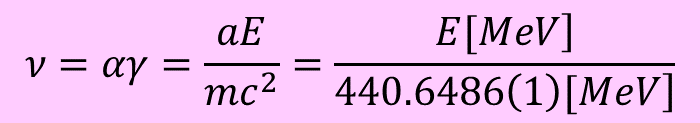 ν = αγ = aE / mc² = E[MeV] / 440.6486(1)[MeV]